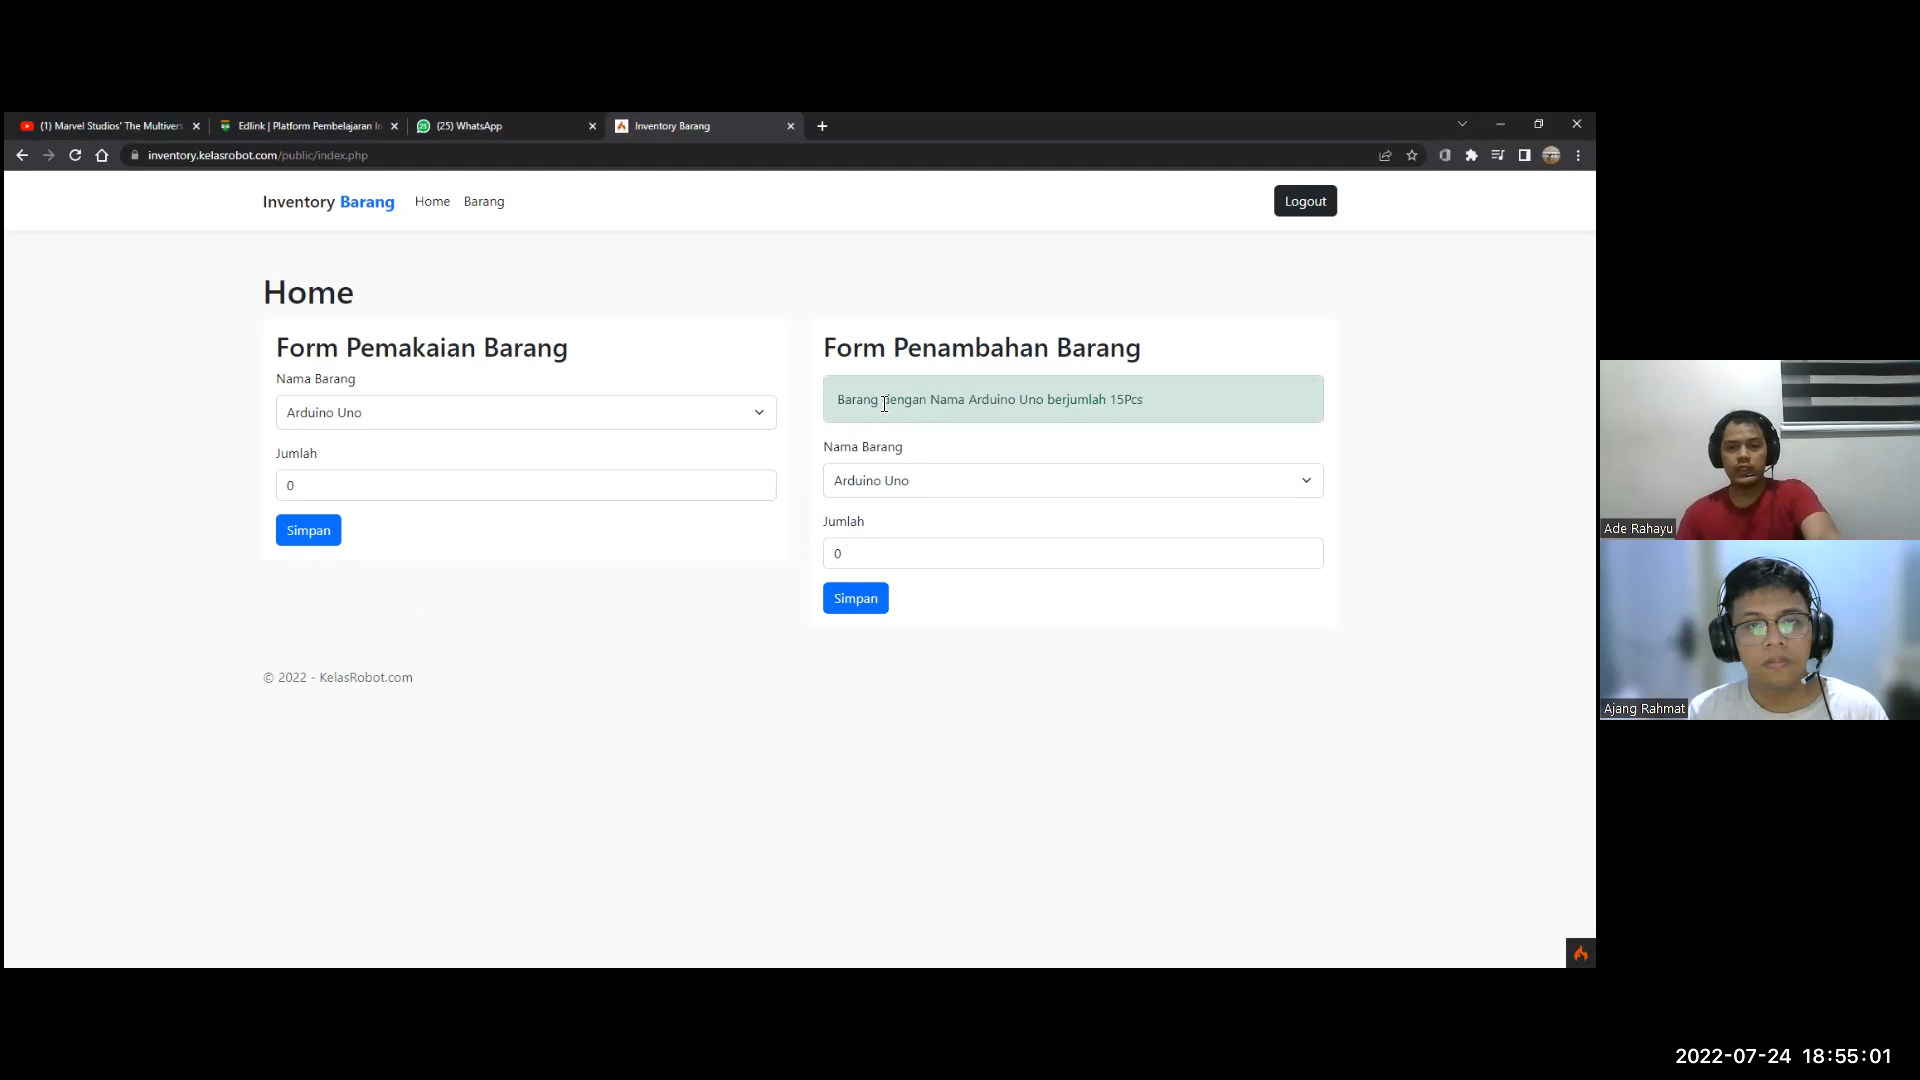 (1) Marvel Studios' The Multivers
Edlink | Platform Pembelajaran In
(25) WhatsApp
Inventory Barang
inventory.kelasrobot.com/public/index.php
Inventory Barang
Home
Barang
Logout
Home
Form Pemakaian Barang
Nama Barang
Arduino Uno
Jumlah
0
Simpan
Form Penambahan Barang
Barang dengan Nama Arduino Uno berjumlah 15Pcs
Nama Barang
Arduino Uno
Jumlah
0
Simpan
© 2022 - KelasRobot.com
Ade Rahayu
Ajang Rahmat
2022-07-24 18:55:01